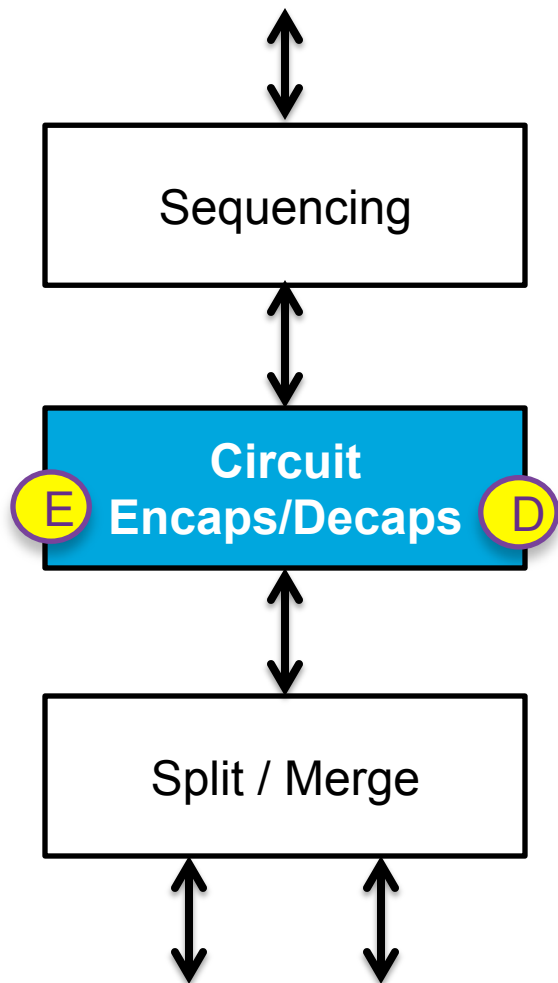 Sequencing
Circuit
E
Encaps/Decaps
D
Split / Merge